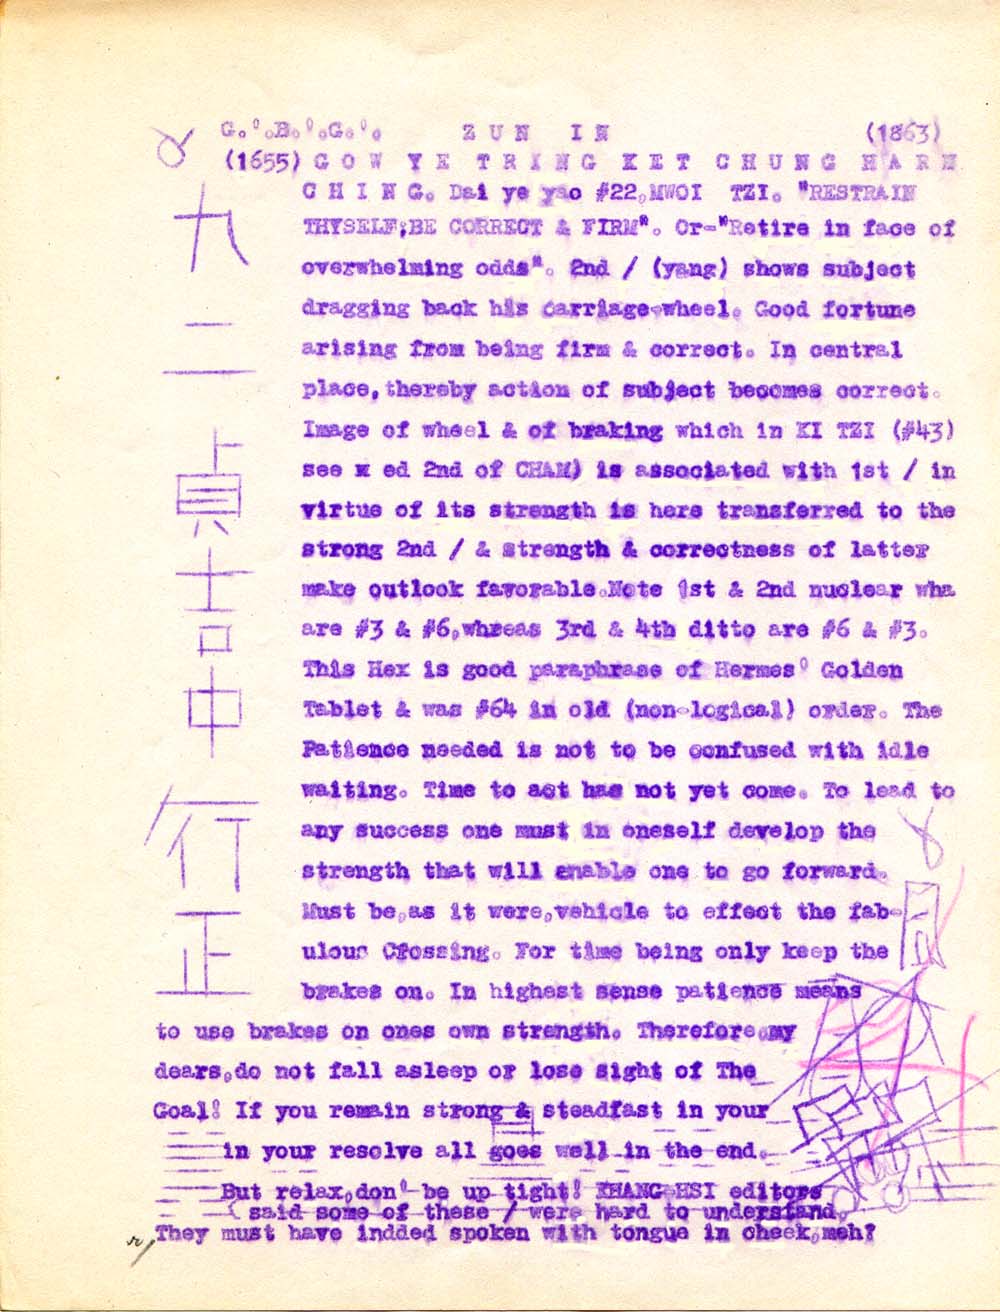 G.'.B.'.G.'. Z U N I N (1863)
(1655) G O W Y E T R I N G K E T C H U N G H A R N
C H I N G. Dai ye yao #22,MWOI TZI. "RESTRAIN
THYSELF;BE CORRECT & FIRM". Or-"Retire in face of
overwhelming odds". 2nd / (yang) shows subject
dragging back his carriage-wheel. Good fortune
arising from being firm & correct. In central
place,thereby action of subject becomes correct.
Image of wheel & of braking which in KI TZI (#43)
see x ed 2nd of CHAM) is associated with 1st / in
virtue of its strength is here transferred to the
strong 2nd / & strength & correctness of latter
make outlook favorable.Note 1st & 2nd nuclear wha
are #3 & #6,whreas 3rd & 4th ditto are #6 & #3.
This Hex is good paraphrase of Hermes' Golden
Tablet & was #64 in old (non-logical) order. The
Patience needed is not to be confused with idle
waiting. Time to act has not yet come. To lead to
any success one must in oneself develop the
strength that will enable one to go forward.
Must be,as it were,vehicle to effect the fab-
ulour Crossing. For time being only keep the
brakes on. In highest sense patience means
to use brakes on ones own strength. Therefore,my
dears,do not fall asleep or lose sight of The
Goal! If you remain strong & steadfast in your
in your resolve all goes well in the end.
But relax,don' be up tight! KHANG HSI editors
( said some of these / were hard to understand.
They must have indded spoken with tongue in cheek,meh?
九
二
貞
吉
中
行
正